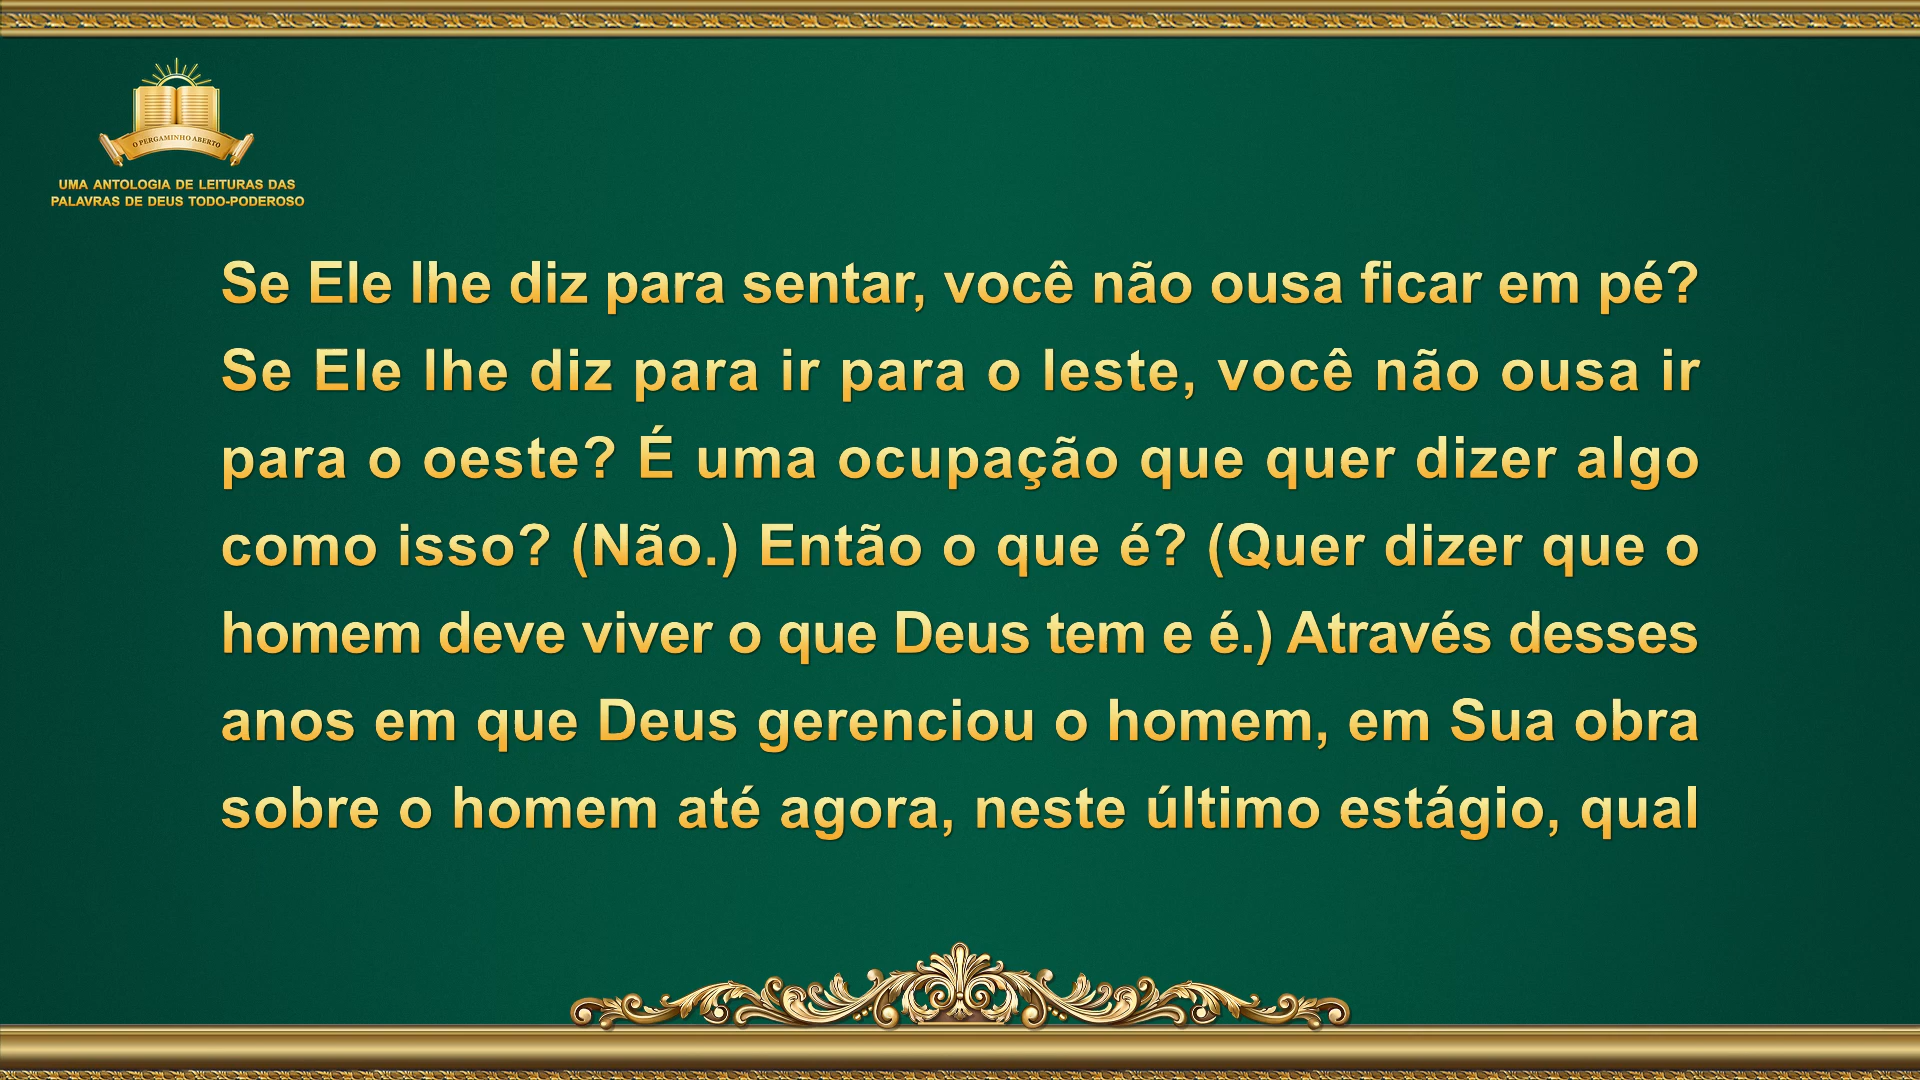 O PERGAMINHO ABERTO
UMA ANTOLOGIA DE LEITURAS DAS
PALAVRAS DE DEUS TODO-PODEROSO
Se Ele lhe diz para sentar, você não ousa ficar em pé?
Se Ele lhe diz para ir para o leste, você não ousa ir
para o oeste? É uma ocupação que quer dizer algo
como isso? (Não.) Então o que é? (Quer dizer que o
homem deve viver o que Deus tem e é.) Através desses
anos em que Deus gerenciou o homem, em Sua obra
sobre o homem até agora, neste último estágio, qual